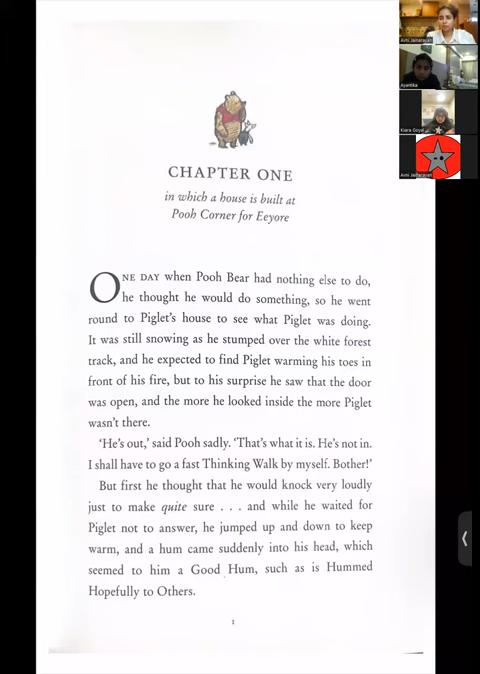 CHAPTER ONE
in which a house is built at
Pooh Corner for Eeyore
ONE DAY when Pooh Bear had nothing else to do,
he thought he would do something, so he went
round to Piglet's house to see what Piglet was doing.
It was still snowing as he stumped over the white forest
track, and he expected to find Piglet warming his toes in
front of his fire, but to his surprise he saw that the door
was open, and the more he looked inside the more Piglet
wasn't there.
'He's out,' said Pooh sadly. 'That's what it is. He's not in.
I shall have to go a fast Thinking Walk by myself. Bother!'
But first he thought that he would knock very loudly
just to make quite sure . . . and while he waited for
Piglet not to answer, he jumped up and down to keep
warm, and a hum came suddenly into his head, which
seemed to him a Good Hum, such as is Hummed
Hopefully to Others.
1
Avni Jainarayan
Ayantika
Kiara Goyal
Avni Jainarayan